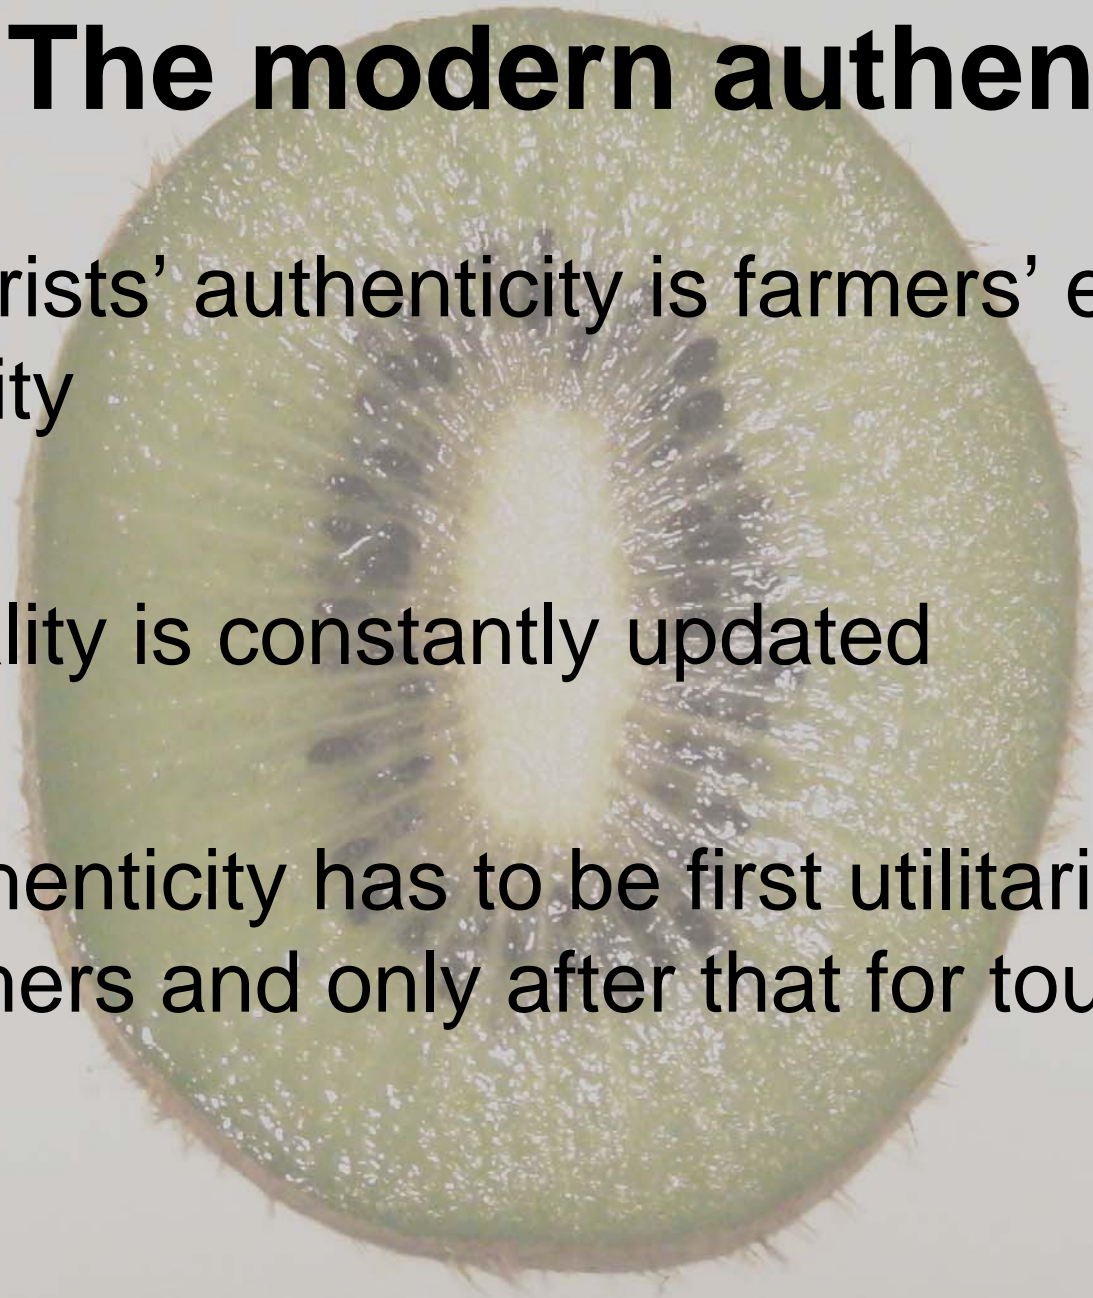 The modern authen
rists’ authenticity is farmers’ e
ity
lity is constantly updated
henticity has to be first utilitari
ners and only after that for tou